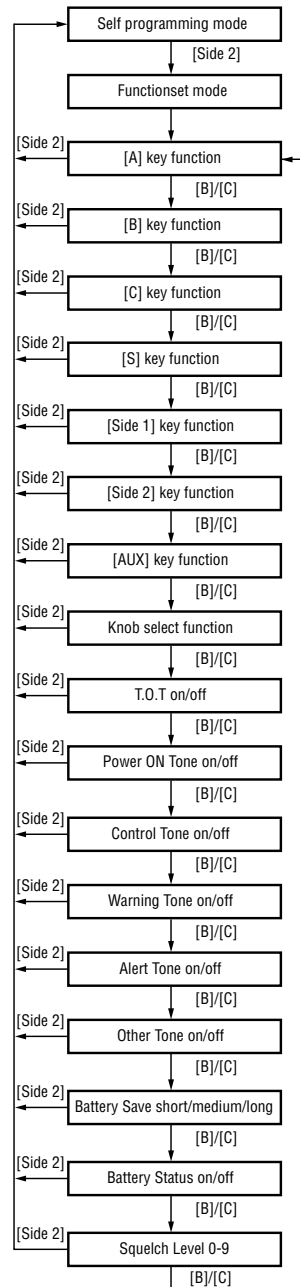 Self programming mode
[Side 2]
Functionset mode
[Side 2]
[A] key function
[B]/[C]
[Side 2]
[B] key function
[B]/[C]
[Side 2]
[C] key function
[B]/[C]
[Side 2]
[S] key function
[B]/[C]
[Side 2]
[Side 1] key function
[B]/[C]
[Side 2]
[Side 2] key function
[B]/[C]
[Side 2]
[AUX] key function
[B]/[C]
[Side 2]
Knob select function
[B]/[C]
[Side 2]
T.O.T on/off
[B]/[C]
[Side 2]
Power ON Tone on/off
[B]/[C]
[Side 2]
Control Tone on/off
[B]/[C]
[Side 2]
Warning Tone on/off
[B]/[C]
[Side 2]
Alert Tone on/off
[B]/[C]
[Side 2]
Other Tone on/off
[B]/[C]
[Side 2]
Battery Save short/medium/long
[B]/[C]
[Side 2]
Battery Status on/off
[B]/[C]
[Side 2]
Squelch Level 0-9
[B]/[C]